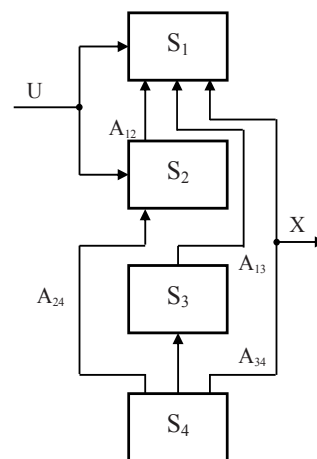 S₁
U
A₁₂
S₂
X
A₁₃
A₂₄
S₃
A₃₄
S₄